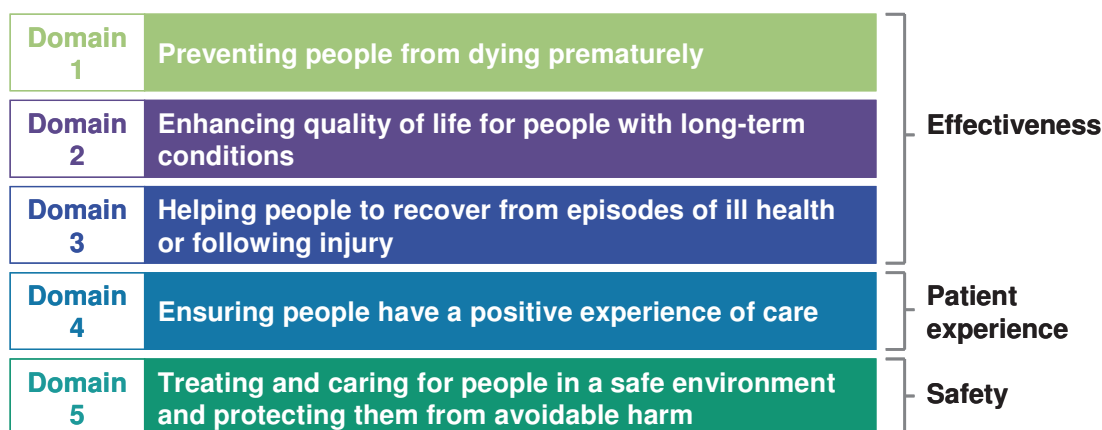 Domain
1
Preventing people from dying prematurely
Domain
2
Enhancing quality of life for people with long-term
conditions
Domain
3
Helping people to recover from episodes of ill health
or following injury
Effectiveness
Domain
4
Ensuring people have a positive experience of care
Patient
experience
Domain
5
Treating and caring for people in a safe environment
and protecting them from avoidable harm
Safety